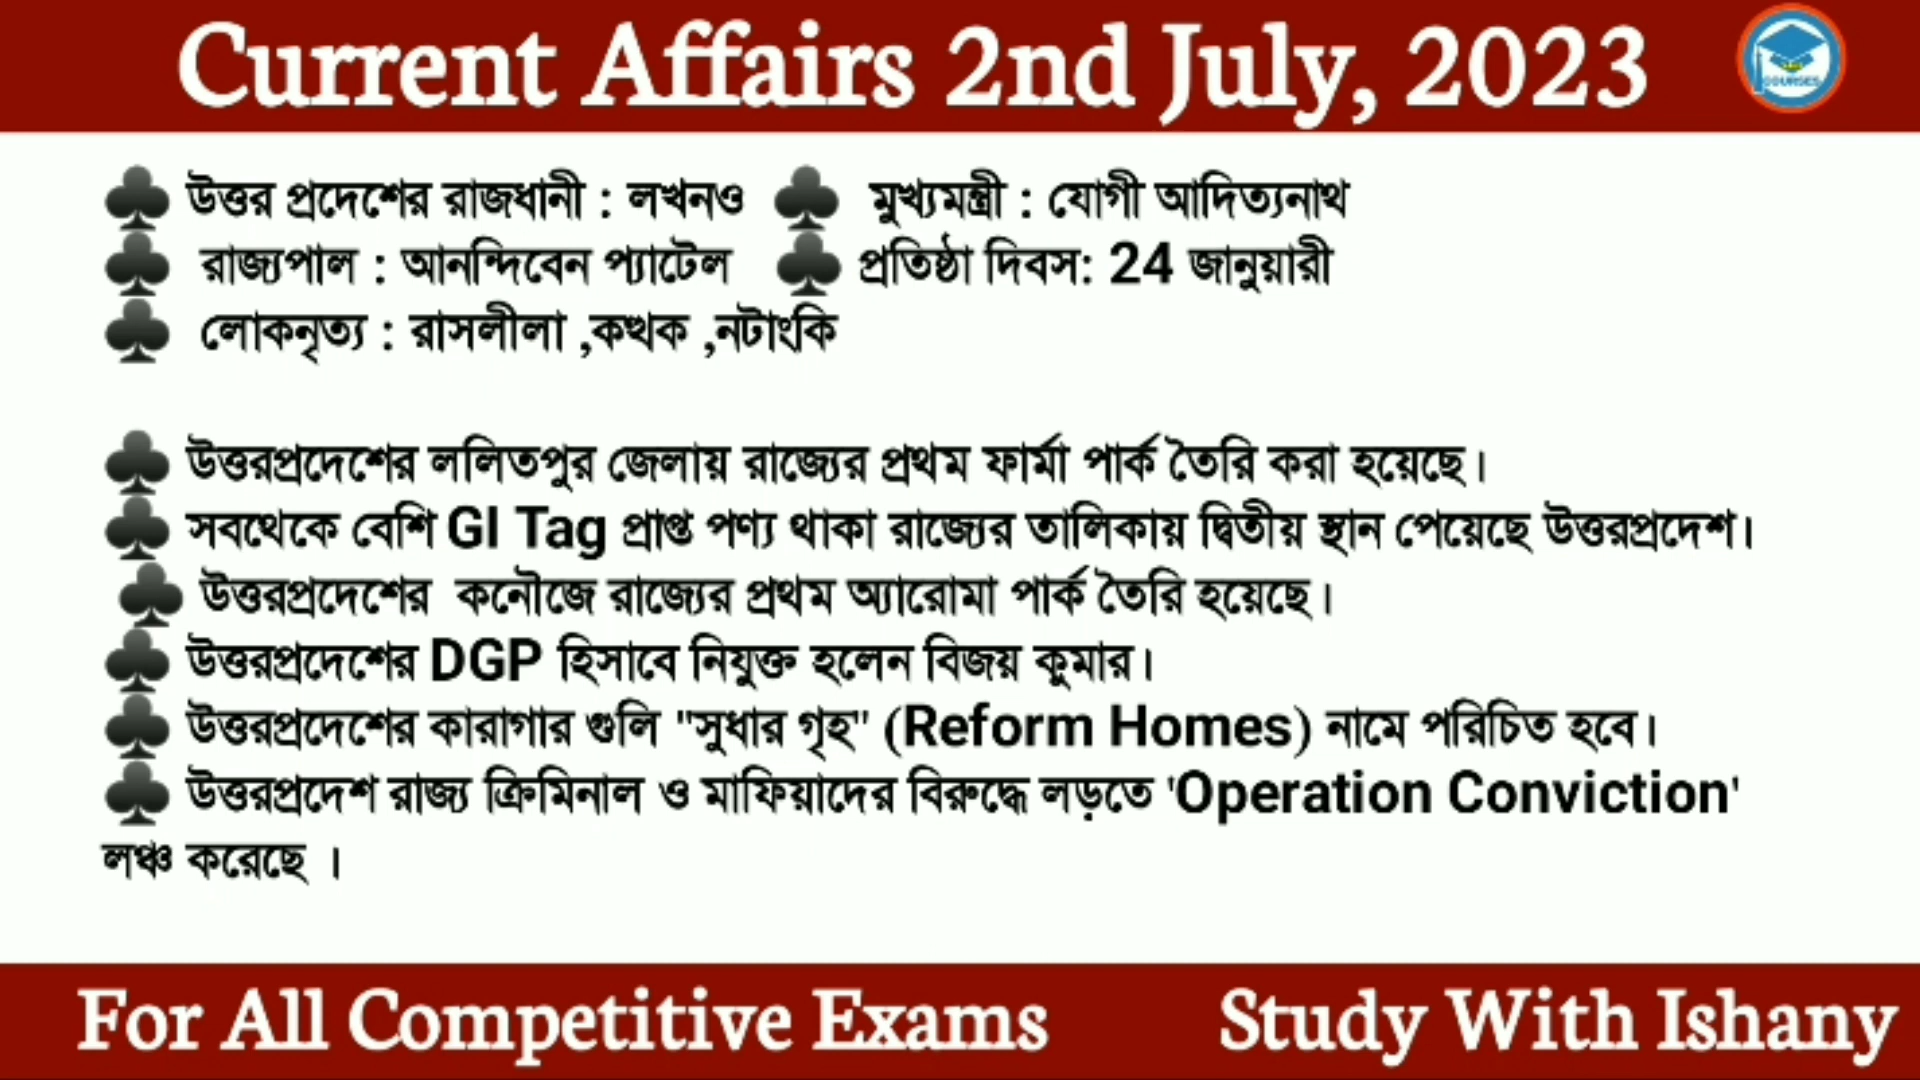 Current Affairs 2nd July, 2023
COURSES
♣ উত্তর প্রদেশের রাজধানী : লখনও ♣ মুখ্যমন্ত্রী : যোগী আদিত্যনাথ
♣ রাজ্যপাল : আনন্দিবেন প্যাটেল ♣ প্রতিষ্ঠা দিবস: 24 জানুয়ারী
♣ লোকনৃত্য : রাসলীলা ,কত্থক ,নটাংকি
♣ উত্তরপ্রদেশের ললিতপুর জেলায় রাজ্যের প্রথম ফার্মা পার্ক তৈরি করা হয়েছে।
♣ সবথেকে বেশি GI Tag প্রাপ্ত পণ্য থাকা রাজ্যের তালিকায় দ্বিতীয় স্থান পেয়েছে উত্তরপ্রদেশ।
♣ উত্তরপ্রদেশের কনৌজে রাজ্যের প্রথম অ্যারোমা পার্ক তৈরি হয়েছে।
♣ উত্তরপ্রদেশের DGP হিসাবে নিযুক্ত হলেন বিজয় কুমার।
♣ উত্তরপ্রদেশের কারাগার গুলি "সুধার গৃহ" (Reform Homes) নামে পরিচিত হবে।
♣ উত্তরপ্রদেশ রাজ্য ক্রিমিনাল ও মাফিয়াদের বিরুদ্ধে লড়তে 'Operation Conviction'
লঞ্চ করেছে ।
For All Competitive Exams Study With Ishany